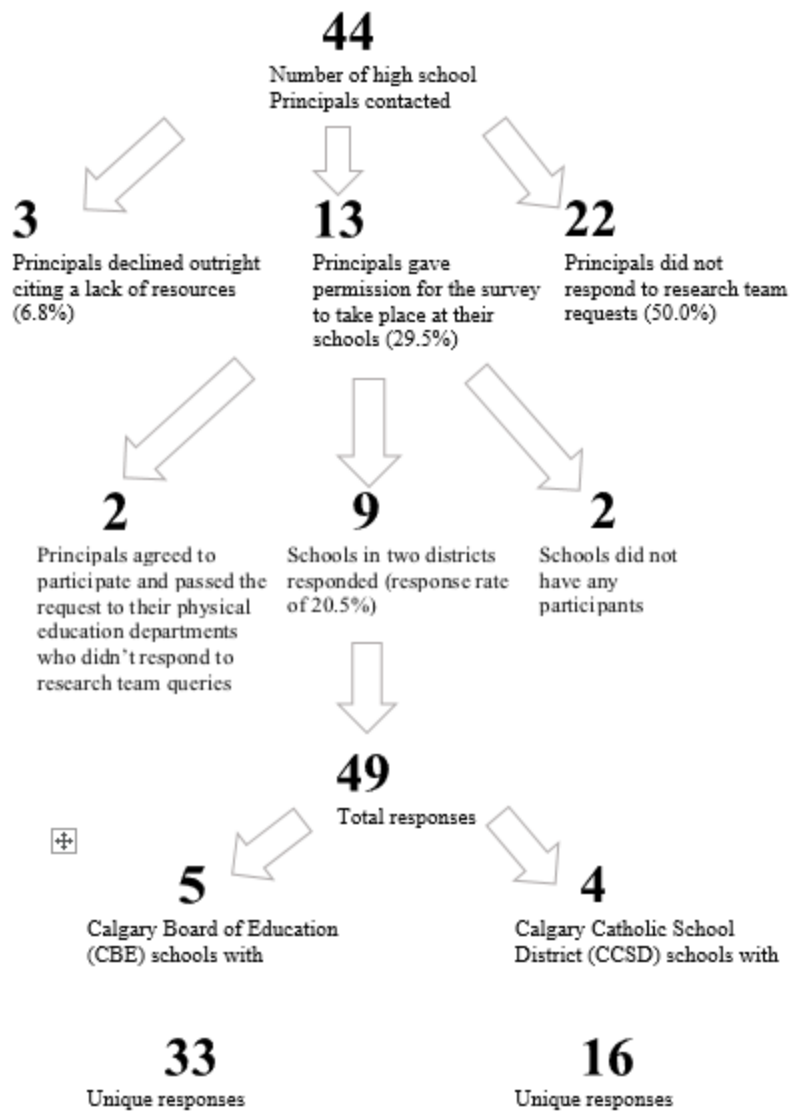 44
Number of high school
Principals contacted
3
Principals declined outright
citing a lack of resources
(6.8%)
13
Principals gave
permission for the survey
to take place at their
schools (29.5%)
22
Principals did not
respond to research team
requests (50.0%)
2
Principals agreed to
participate and passed the
request to their physical
education departments
who didn't respond to
research team queries
9
Schools in two districts
responded (response rate
of 20.5%)
2
Schools did not
have any
participants
49
Total responses
5
Calgary Board of Education
(CBE) schools with
33
Unique responses
4
Calgary Catholic School
District (CCSD) schools with
16
Unique responses